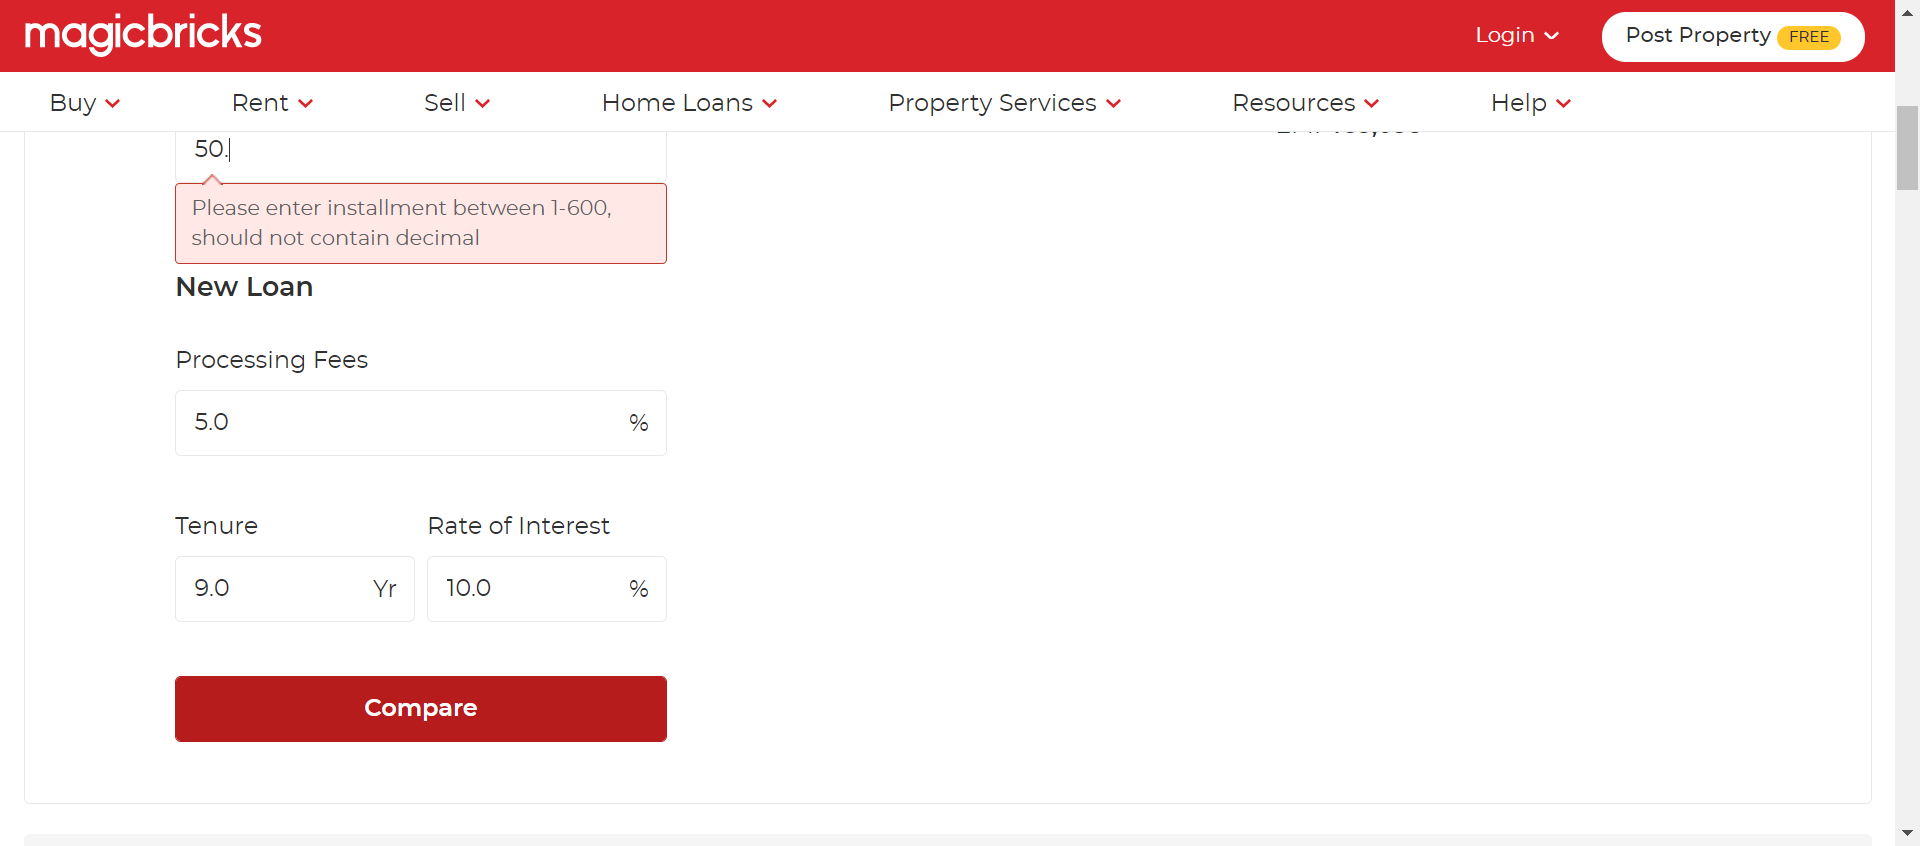 magicbricks
Login
Post Property FREE
Buy
Rent
Sell
Home Loans
Property Services
Resources
Help
50.
Please enter installment between 1-600,
should not contain decimal
New Loan
Processing Fees
5.0 %
Tenure
Rate of Interest
9.0 Yr
10.0 %
Compare